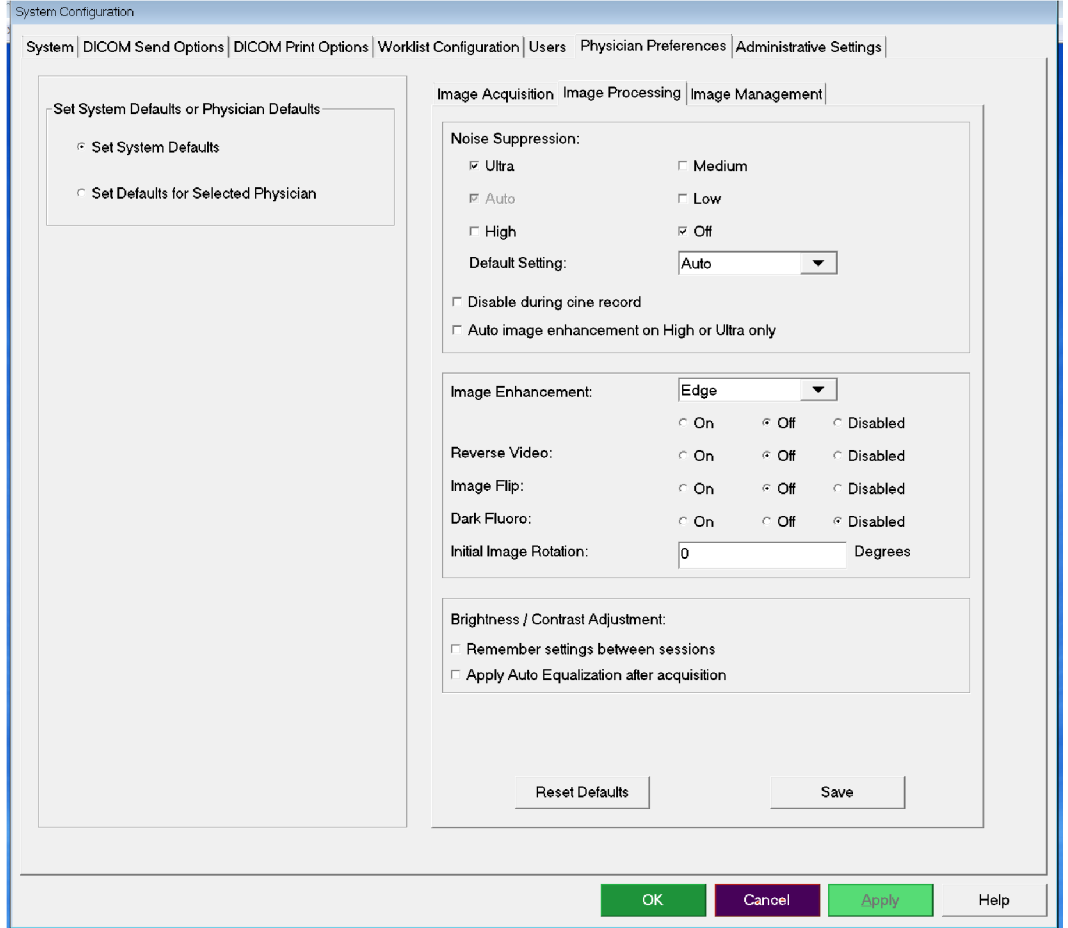 System Configuration
System DICOM Send Options DICOM Print Options Worklist Configuration Users Physician Preferences Administrative Settings
Set System Defaults or Physician Defaults
Set System Defaults
Set Defaults for Selected Physician
Image Acquisition Image Processing Image Management
Noise Suppression:
Ultra Medium
Auto Low
High Off
Default Setting: Auto
Disable during cine record
Auto image enhancement on High or Ultra only
Image Enhancement: Edge
On Off Disabled
Reverse Video: On Off Disabled
Image Flip: On Off Disabled
Dark Fluoro: On Off Disabled
Initial Image Rotation: 0 Degrees
Brightness / Contrast Adjustment:
Remember settings between sessions
Apply Auto Equalization after acquisition
Reset Defaults Save
OK Cancel Apply Help